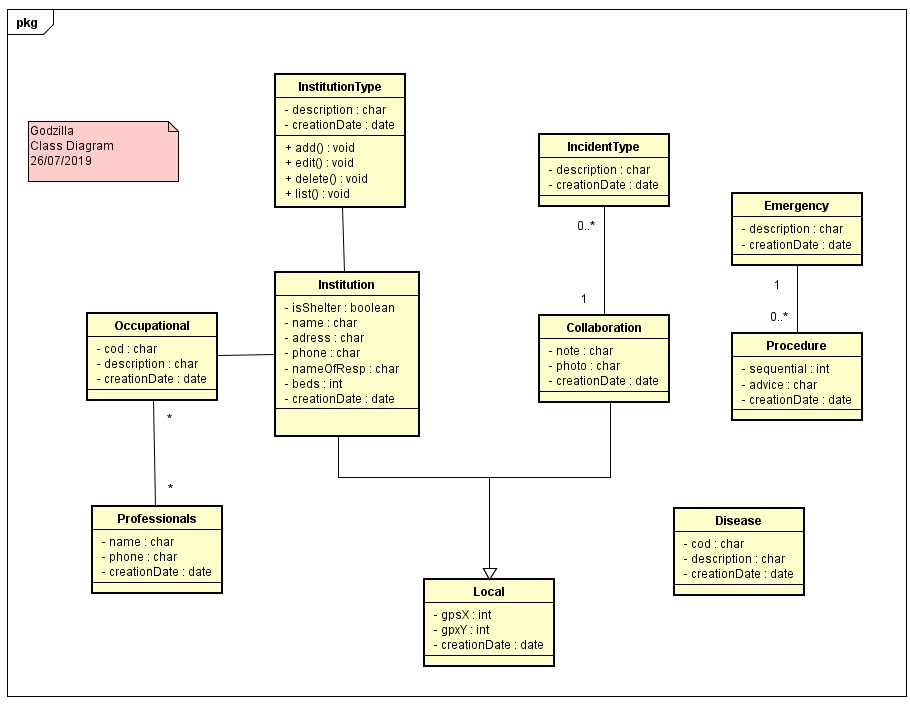 pkg
Godzilla
Class Diagram
26/07/2019
InstitutionType
- description : char
- creationDate : date
+ add() : void
+ edit() : void
+ delete() : void
+ list() : void
IncidentType
- description : char
- creationDate : date
0..*
1
Emergency
- description : char
- creationDate : date
1
0..*
Institution
- isShelter : boolean
- name : char
- adress : char
- phone : char
- nameOfResp : char
- beds : int
- creationDate : date
Occupational
- cod : char
- description : char
- creationDate : date
*
*
Collaboration
- note : char
- photo : char
- creationDate : date
Procedure
- sequential : int
- advice : char
- creationDate : date
Professionals
- name : char
- phone : char
- creationDate : date
Disease
- cod : char
- description : char
- creationDate : date
Local
- gpsX : int
- gpxY : int
- creationDate : date